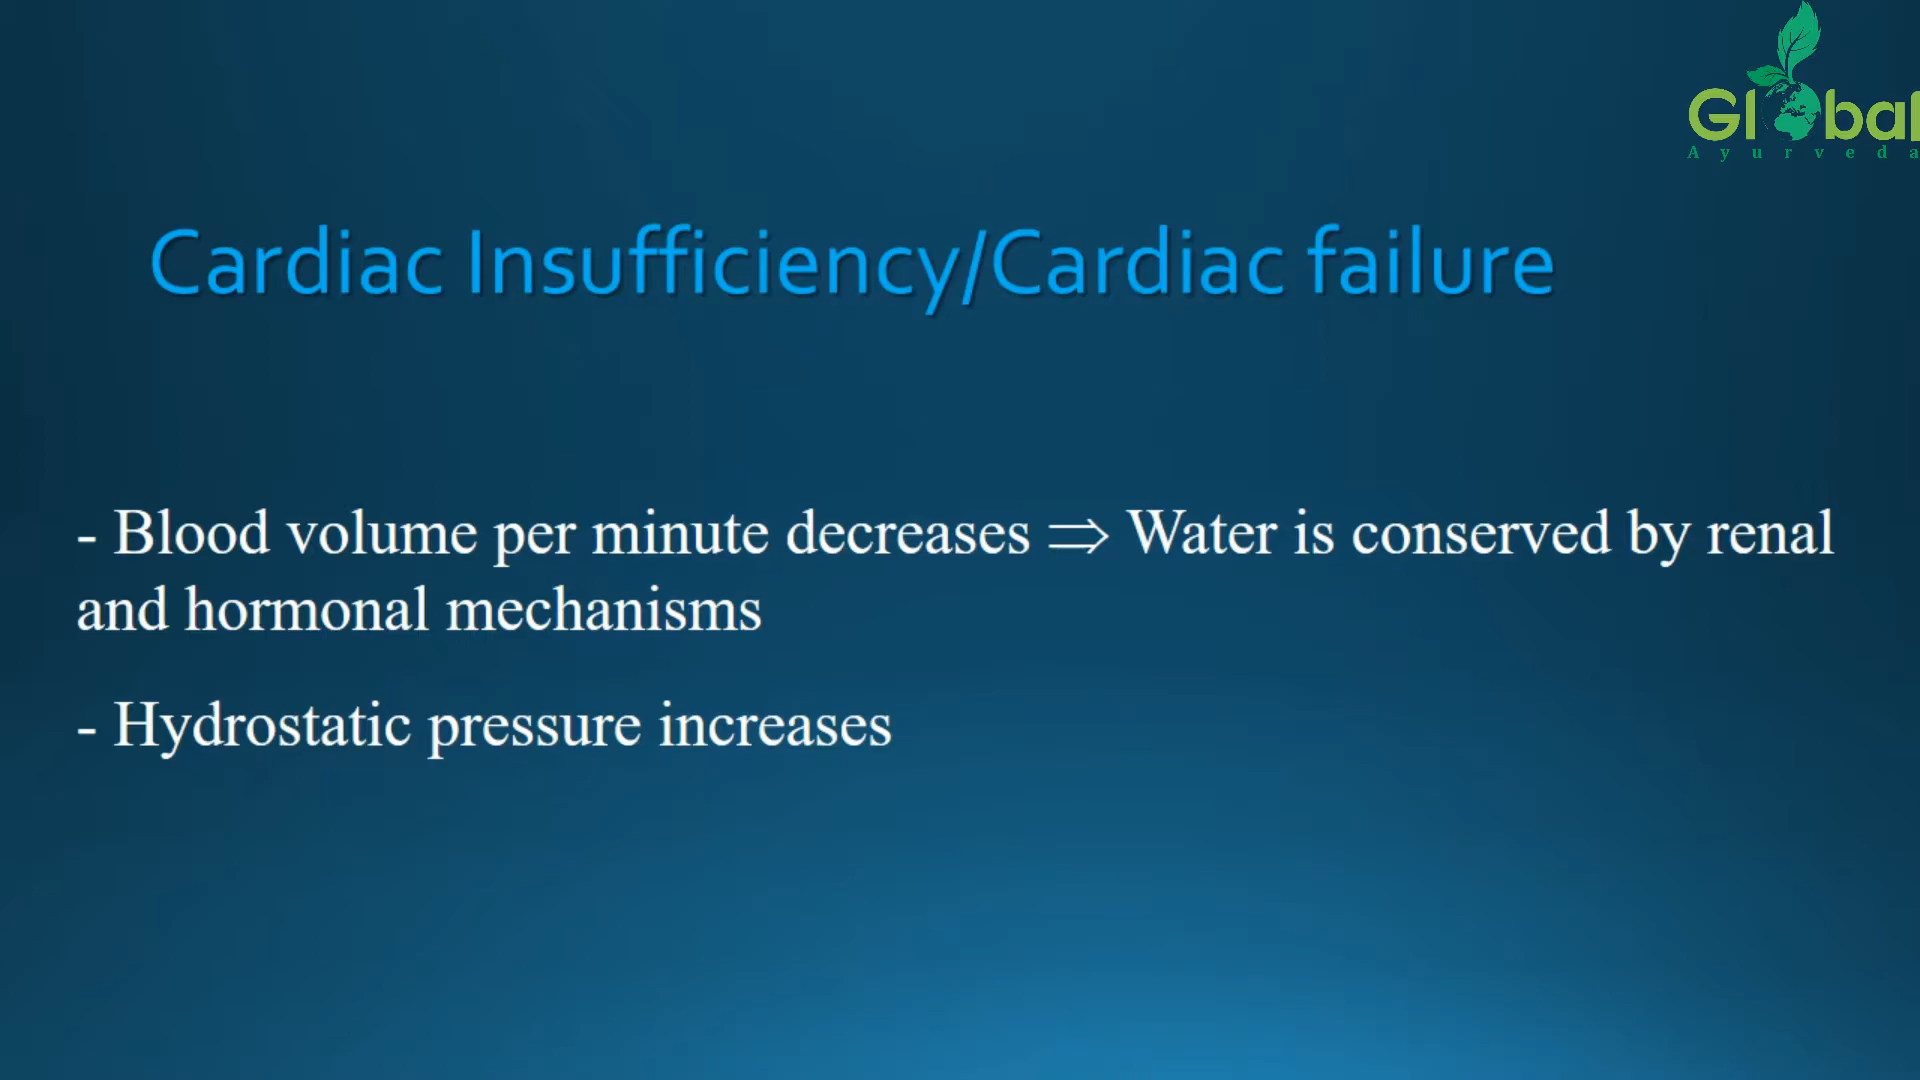 Global
Ayurveda
Cardiac Insufficiency/Cardiac failure
- Blood volume per minute decreases ⇒ Water is conserved by renal
and hormonal mechanisms
- Hydrostatic pressure increases